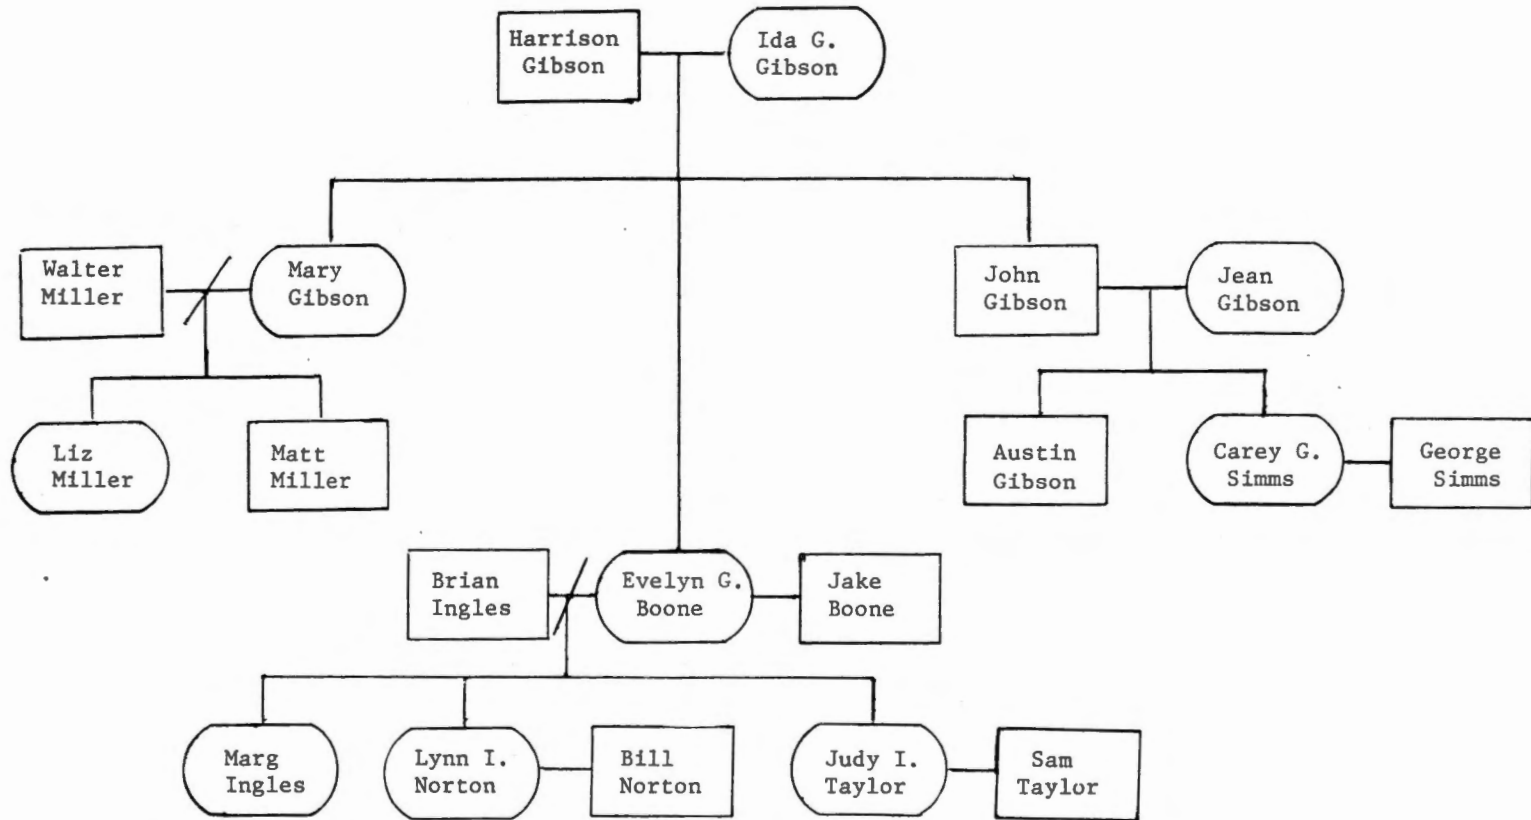 Harrison
Gibson
Ida G.
Gibson
Walter
Miller
Mary
Gibson
John
Gibson
Jean
Gibson
Liz
Miller
Matt
Miller
Austin
Gibson
Carey G.
Simms
George
Simms
Brian
Ingles
Evelyn G.
Boone
Jake
Boone
Marg
Ingles
Lynn I.
Norton
Bill
Norton
Judy I.
Taylor
Sam
Taylor